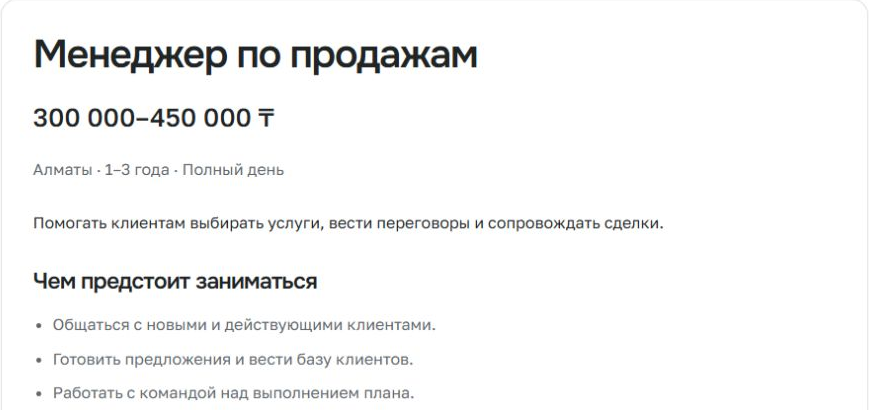 Менеджер по продажам
300 000–450 000 ₸
Алматы · 1–3 года · Полный день
Помогать клиентам выбирать услуги, вести переговоры и сопровождать сделки.
Чем предстоит заниматься
• Общаться с новыми и действующими клиентами.
• Готовить предложения и вести базу клиентов.
• Работать с командой над выполнением плана.